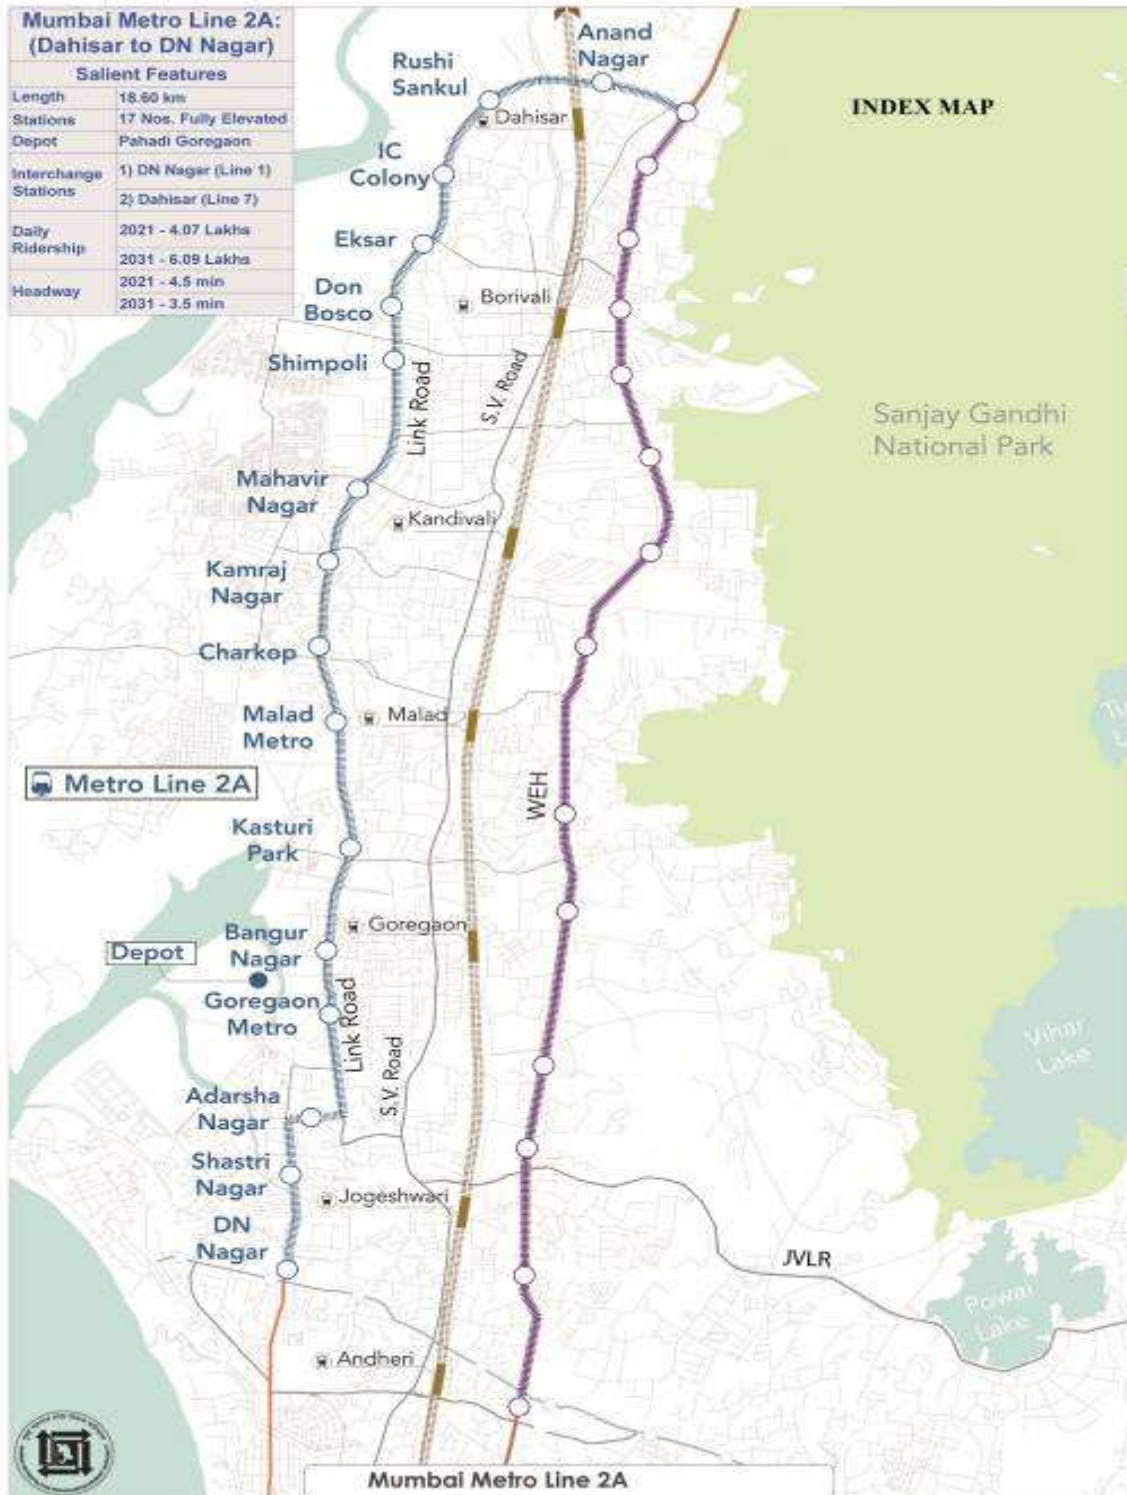 Mumbai Metro Line 2A:
(Dahisar to DN Nagar)
Salient Features
Length 18.60 km
Stations 17 Nos. Fully Elevated
Depot Pahadi Goregaon
Interchange
Stations
1) DN Nagar (Line 1)
2) Dahisar (Line 7)
Daily
Ridership
2021 - 4.07 Lakhs
2031 - 6.09 Lakhs
Headway
2021 - 4.5 min
2031 - 3.5 min
INDEX MAP
Anand
Nagar
Rushi
Sankul
Dahisar
IC
Colony
Eksar
Don
Bosco
Borivali
Shimpoli
Link Road
S.V. Road
Sanjay Gandhi
National Park
Mahavir
Nagar
Kandivali
Kamraj
Nagar
Charkop
Malad
Metro
Malad
Metro Line 2A
WEH
Kasturi
Park
Goregaon
Bangur
Nagar
Depot
Goregaon
Metro
Link Road
S.V. Road
Vihar
Lake
Adarsha
Nagar
Shastri
Nagar
Jogeshwari
DN
Nagar
JVLR
Powai
Lake
Andheri
Mumbai Metro Line 2A